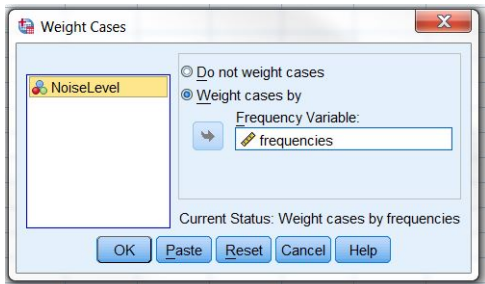 Weight Cases
X
NoiseLevel
Do not weight cases
Weight cases by
Frequency Variable:
frequencies
Current Status: Weight cases by frequencies
OK Paste Reset Cancel Help